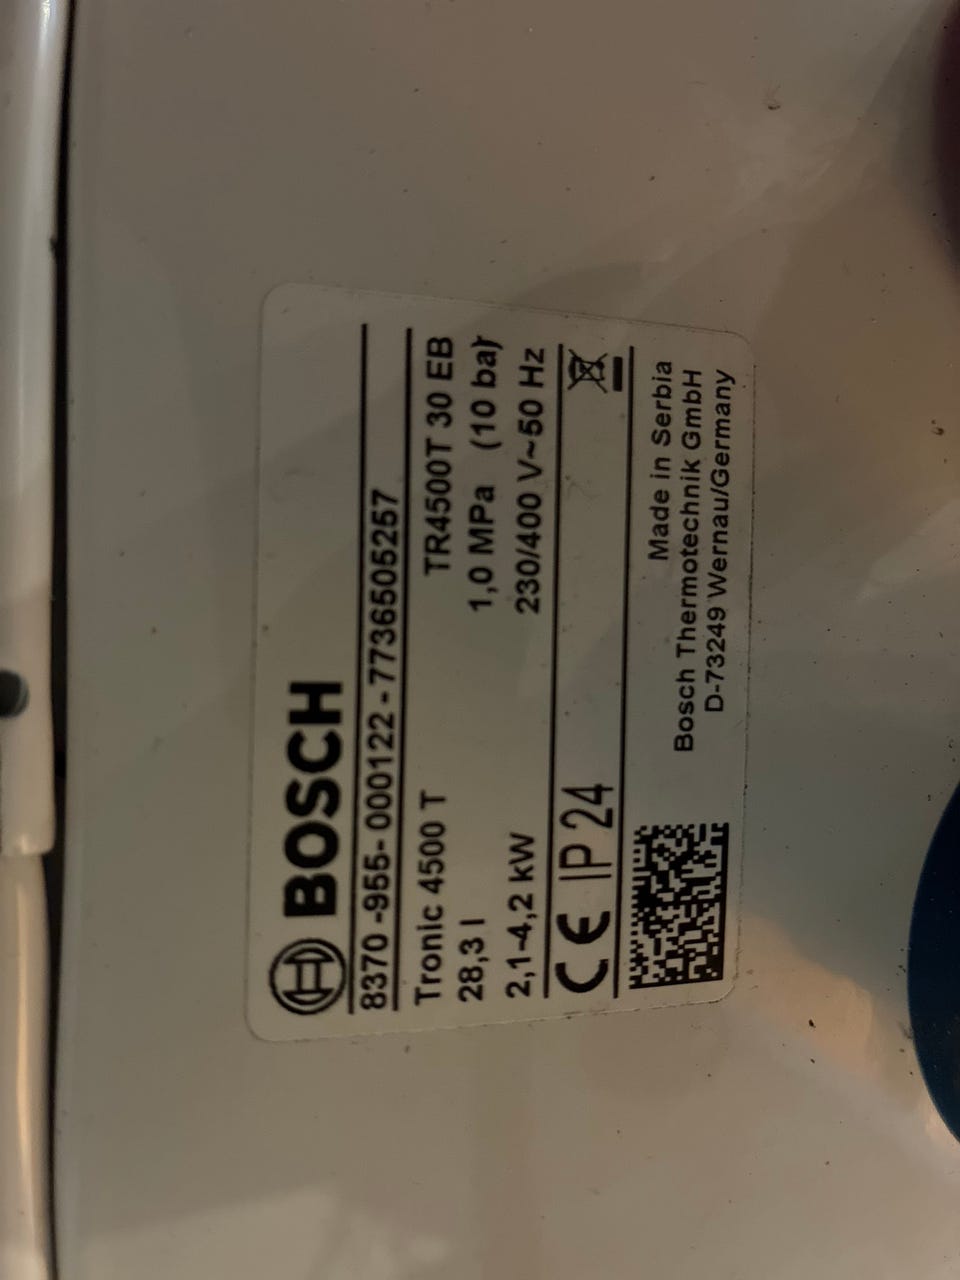 BOSCH
8370 -955- 000122 - 7736505257
Tronic 4500 T TR4500T 30 EB
28,3 l 1,0 MPa (10 bar)
2,1-4,2 kW 230/400 V~50 Hz
CE IP 24
Made in Serbia
Bosch Thermotechnik GmbH
D-73249 Wernau/Germany